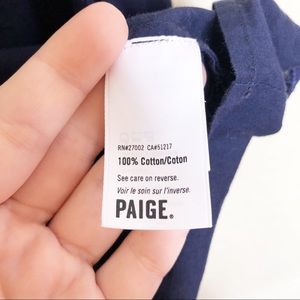 RN#27002 CA#51217
100% Cotton/Coton
See care on reverse.
Voir le soin sur l'inverse.
PAIGE.